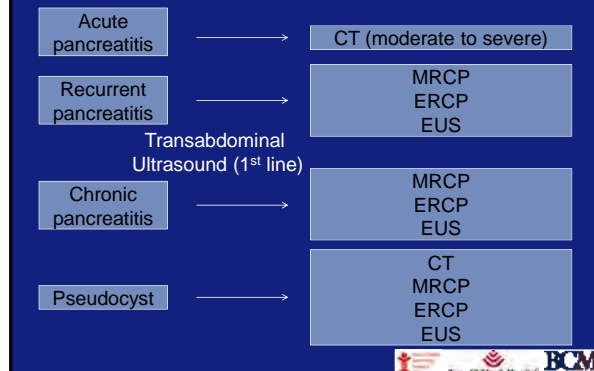 Acute
pancreatitis
CT (moderate to severe)
Recurrent
pancreatitis
MRCP
ERCP
EUS
Transabdominal
Ultrasound (1st line)
Chronic
pancreatitis
MRCP
ERCP
EUS
Pseudocyst
CT
MRCP
ERCP
EUS
BCM